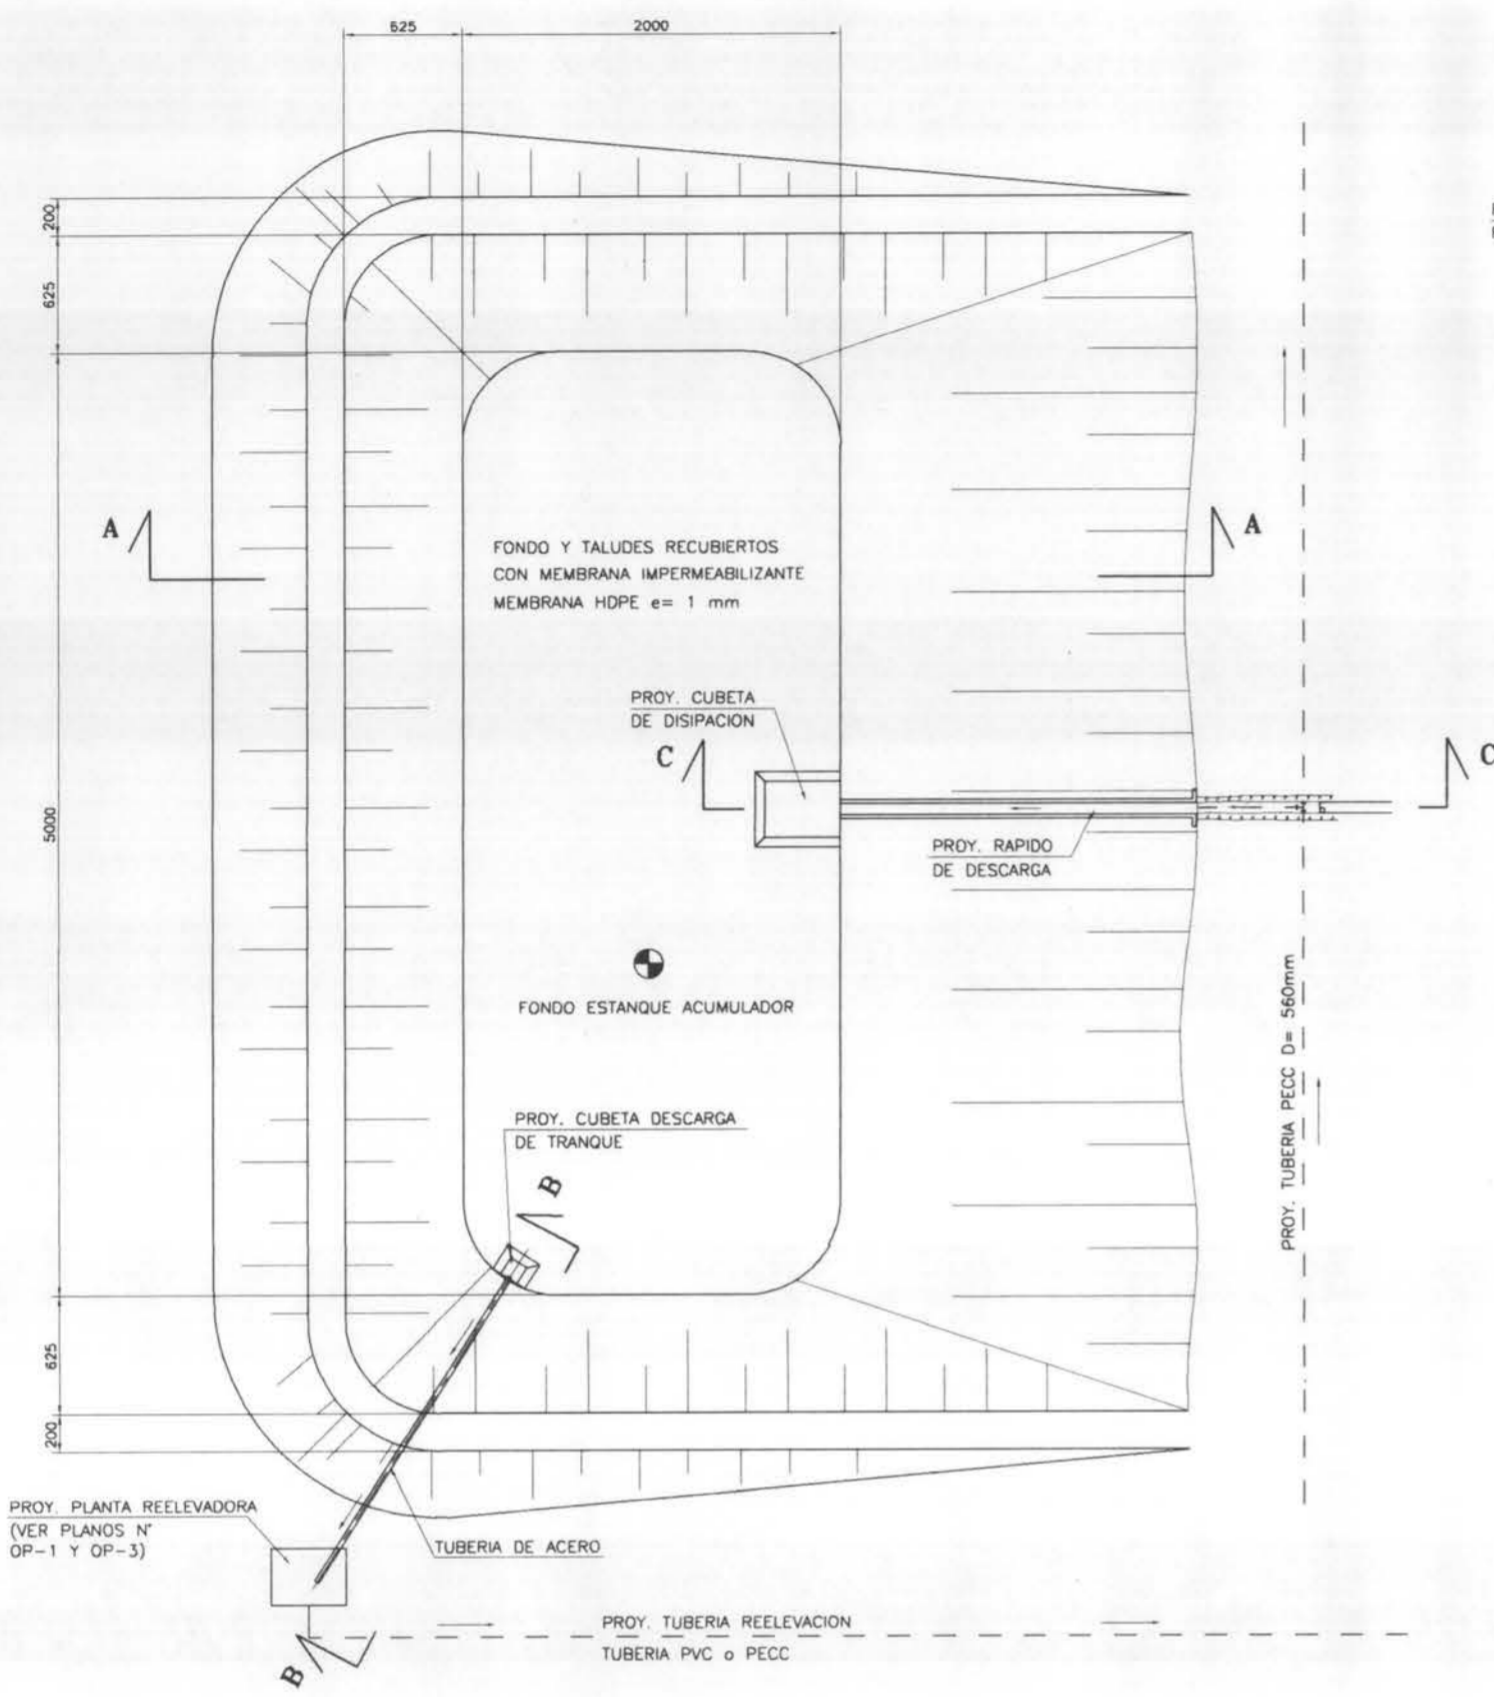 625
2000
200
625
A
A
FONDO Y TALUDES RECUBIERTOS
CON MEMBRANA IMPERMEABILIZANTE
MEMBRANA HDPE e= 1 mm
PROY. CUBETA
DE DISIPACION
C
C
5000
PROY. RAPIDO
DE DESCARGA
FONDO ESTANQUE ACUMULADOR
PROY. TUBERIA PECC D= 560mm
PROY. CUBETA DESCARGA
DE TRANQUE
B
625
200
PROY. PLANTA REELEVADORA
(VER PLANOS N°
OP-1 Y OP-3)
TUBERIA DE ACERO
PROY. TUBERIA REELEVACION
TUBERIA PVC o PECC
B